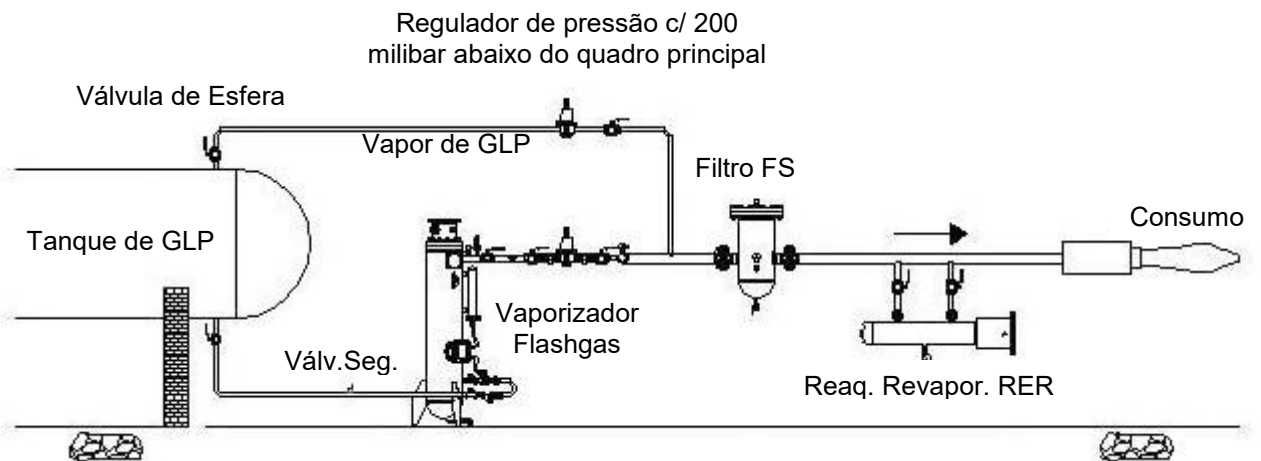 Regulador de pressão c/ 200
milibar abaixo do quadro principal
Válvula de Esfera
Vapor de GLP
Filtro FS
Consumo
Tanque de GLP
Vaporizador
Flashgas
Válv.Seg.
Reaq. Revapor. RER